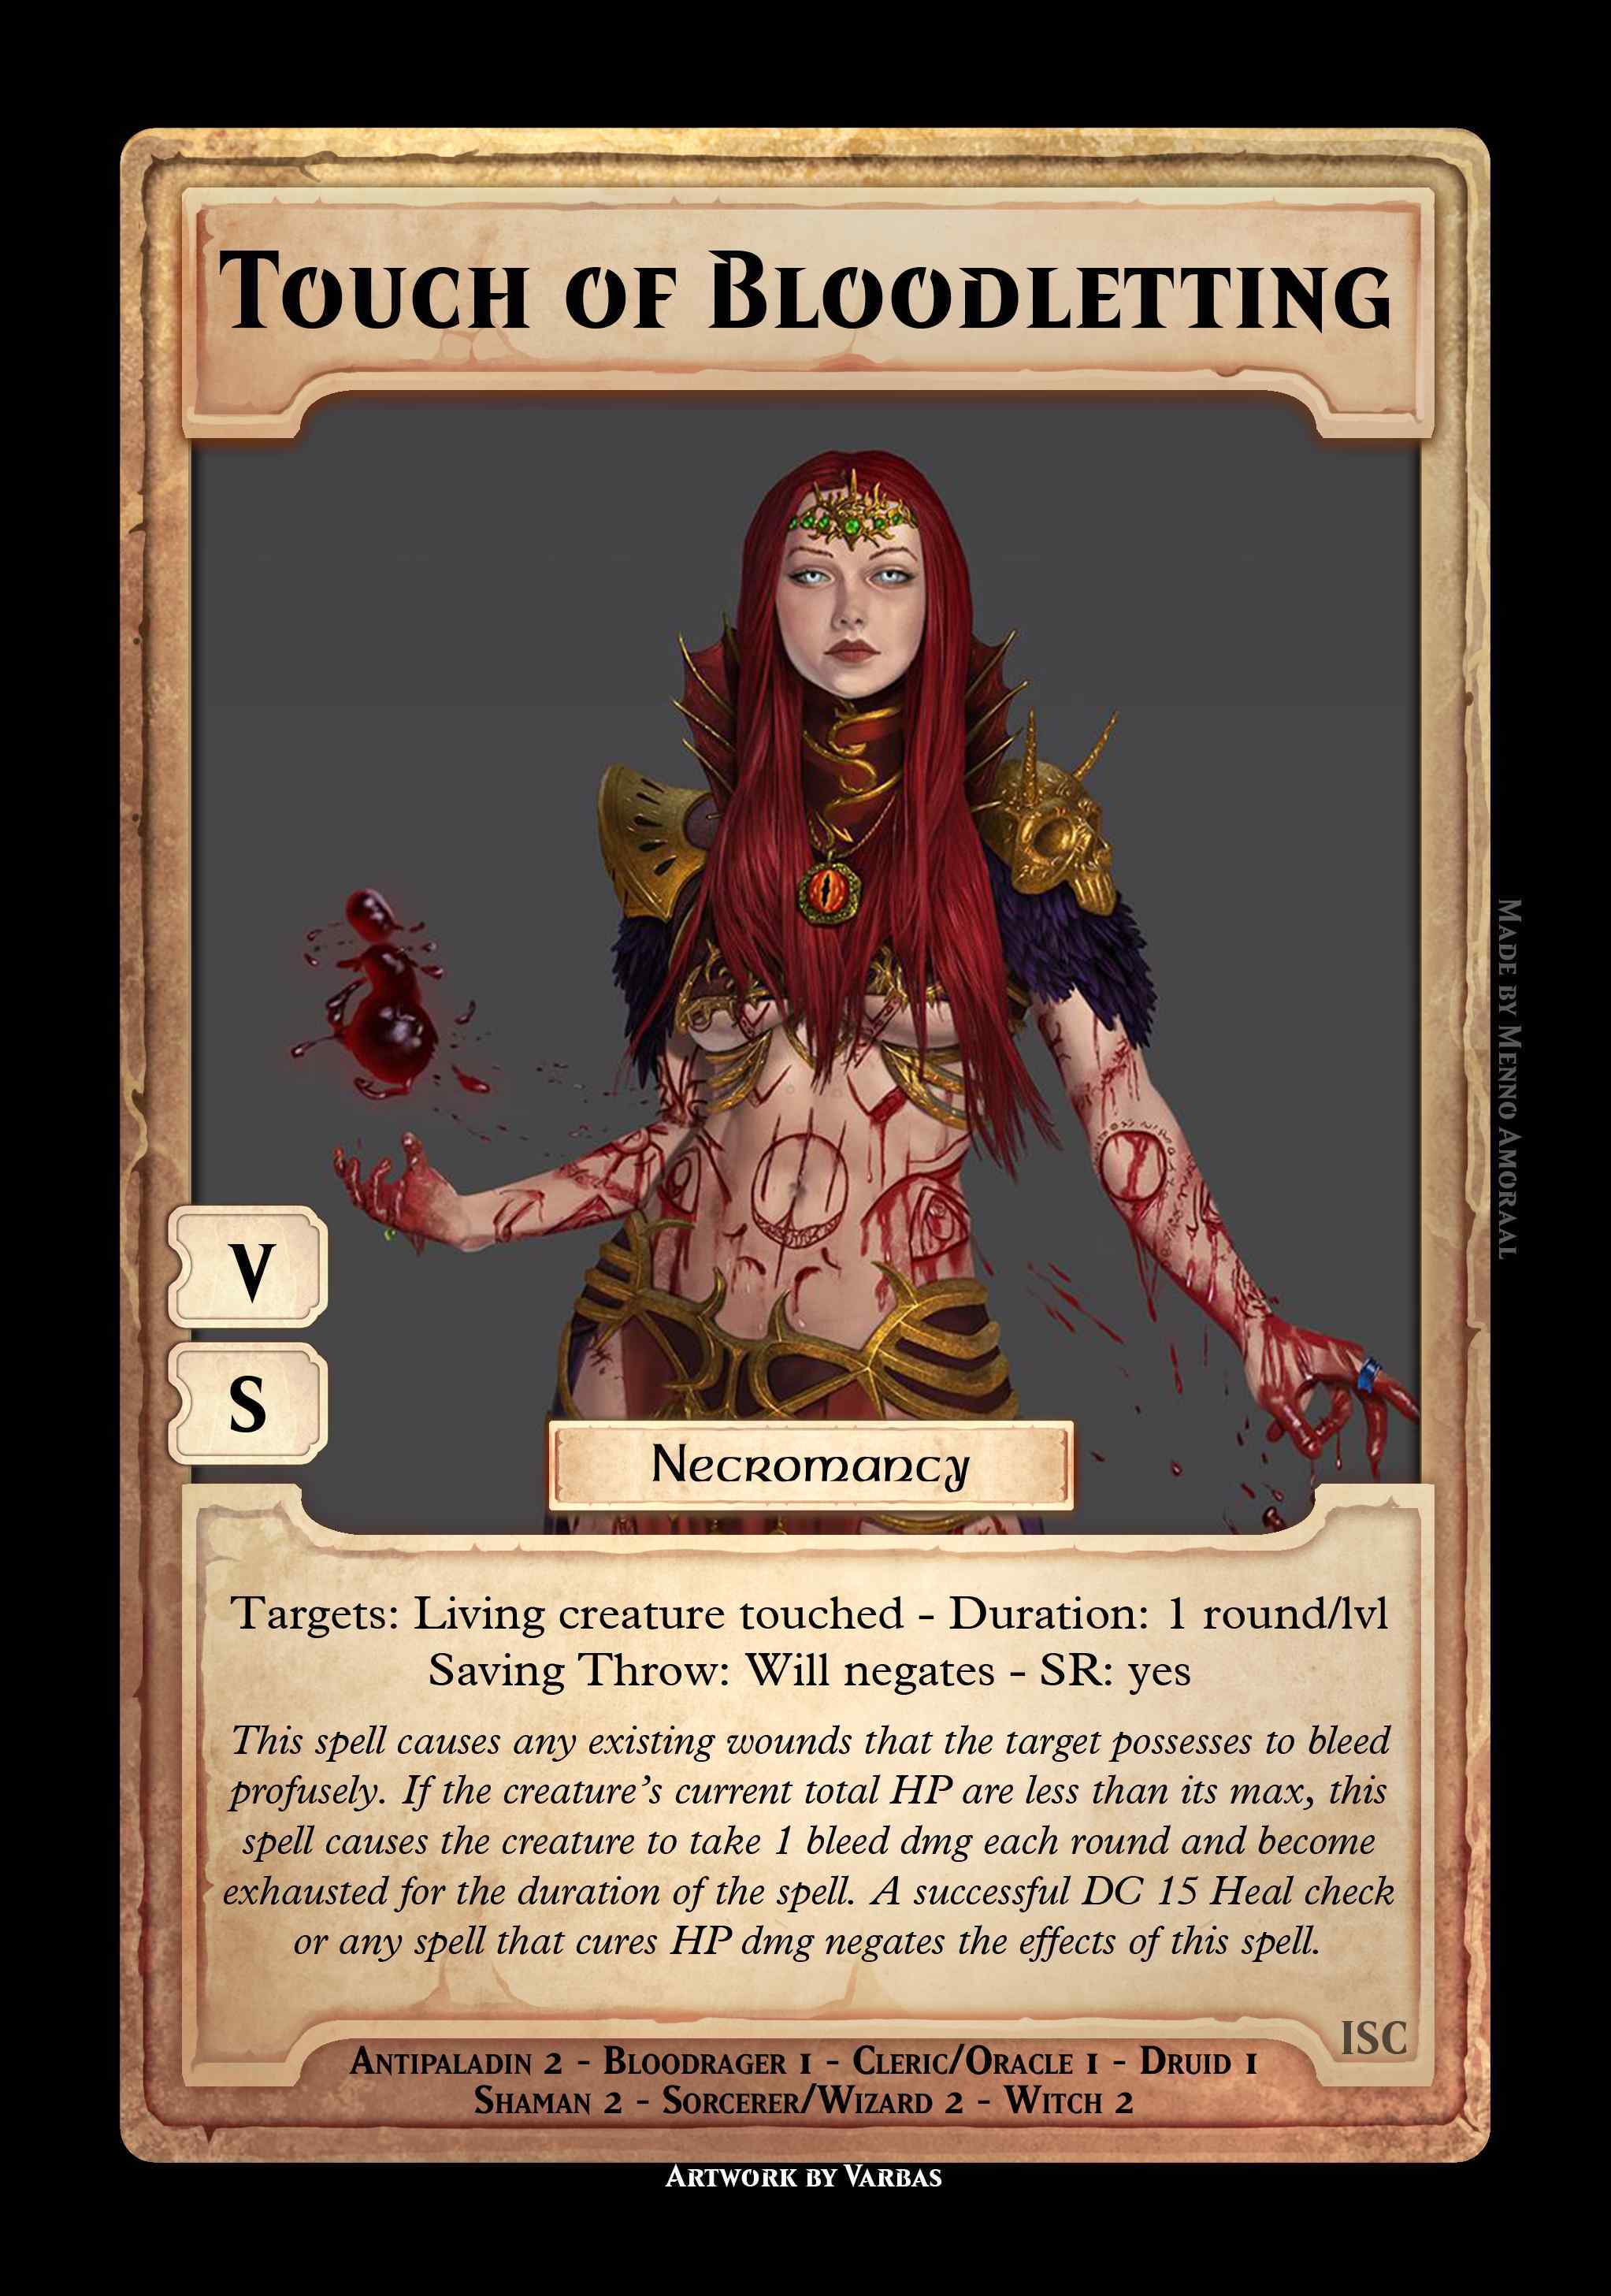 Touch of Bloodletting
Made by Menno Amoraal
V
S
Necromancy
Targets: Living creature touched - Duration: 1 round/lvl
Saving Throw: Will negates - SR: yes
This spell causes any existing wounds that the target possesses to bleed
profusely. If the creature’s current total HP are less than its max, this
spell causes the creature to take 1 bleed dmg each round and become
exhausted for the duration of the spell. A successful DC 15 Heal check
or any spell that cures HP dmg negates the effects of this spell.
ISC
Antipaladin 2 - Bloodrager 1 - Cleric/Oracle 1 - Druid 1
Shaman 2 - Sorcerer/Wizard 2 - Witch 2
Artwork by Varbas